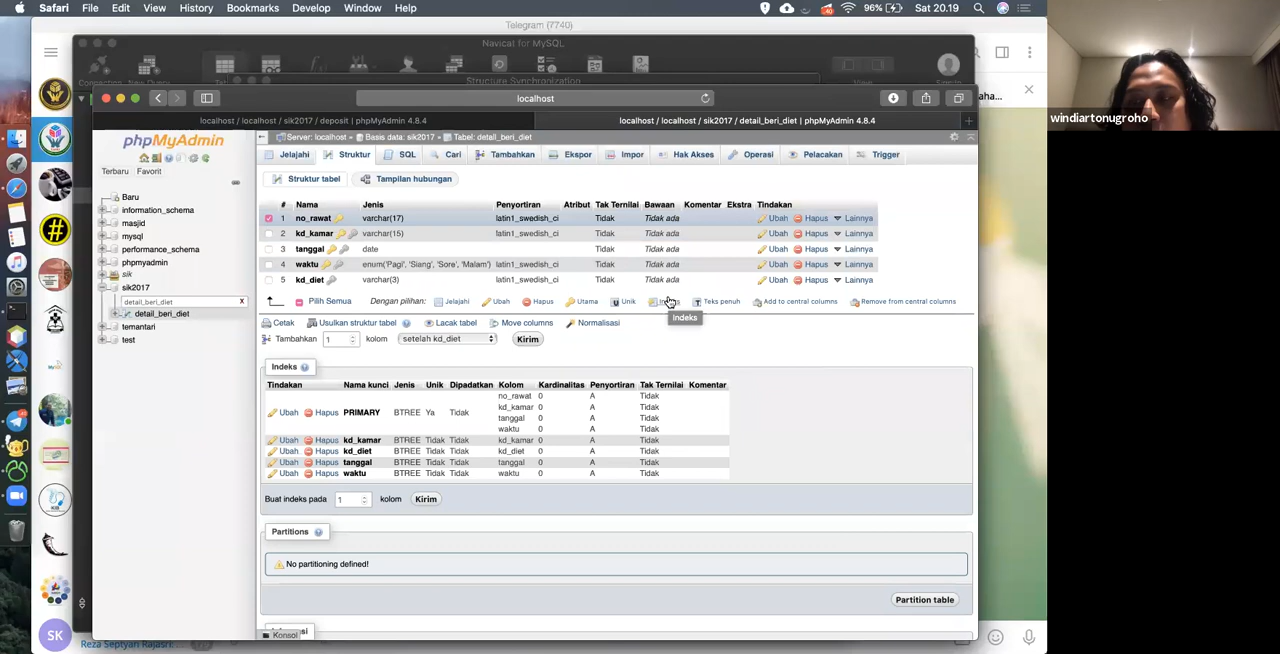 Safari File Edit View History Bookmarks Develop Window Help 96% Sat 20.19
Telegram (7740)
Navicat for MySQL
Structure Synchronization
localhost
localhost / localhost / sik2017 / deposit | phpMyAdmin 4.8.4
localhost / localhost / sik2017 / detail_beri_diet | phpMyAdmin 4.8.4
windiartonugroho
phpMyAdmin
Terbaru Favorit
Baru
information_schema
masjid
mysql
performance_schema
phpmyadmin
sik
sik2017
detail_beri_diet X
detail_beri_diet
temantari
test
Server: localhost » Basis data: sik2017 » Tabel: detail_beri_diet
Jelajahi Struktur SQL Cari Tambahkan Ekspor Impor Hak Akses Operasi Pelacakan Trigger
Struktur tabel Tampilan hubungan
# Nama Jenis Penyortiran Atribut Tak Ternilai Bawaan Komentar Ekstra Tindakan
1 no_rawat varchar(17) latin1_swedish_ci Tidak Tidak ada Ubah Hapus Lainnya
2 kd_kamar varchar(15) latin1_swedish_ci Tidak Tidak ada Ubah Hapus Lainnya
3 tanggal date Tidak Tidak ada Ubah Hapus Lainnya
4 waktu enum('Pagi', 'Siang', 'Sore', 'Malam') latin1_swedish_ci Tidak Tidak ada Ubah Hapus Lainnya
5 kd_diet varchar(3) latin1_swedish_ci Tidak Tidak ada Ubah Hapus Lainnya
Pilih Semua Dengan pilihan: Jelajahi Ubah Hapus Utama Unik Teks penuh Add to central columns Remove from central columns
Indeks
Cetak Usulkan struktur tabel Lacak tabel Move columns Normalisasi
Tambahkan 1 kolom setelah kd_diet Kirim
Indeks
Tindakan Nama kunci Jenis Unik Dipadatkan Kolom Kardinalitas Penyortiran Tak Ternilai Komentar
Ubah Hapus PRIMARY BTREE Ya Tidak no_rawat 0 A Tidak
kd_kamar 0 A Tidak
tanggal 0 A Tidak
waktu 0 A Tidak
Ubah Hapus kd_kamar BTREE Tidak Tidak kd_kamar 0 A Tidak
Ubah Hapus kd_diet BTREE Tidak Tidak kd_diet 0 A Tidak
Ubah Hapus tanggal BTREE Tidak Tidak tanggal 0 A Tidak
Ubah Hapus waktu BTREE Tidak Tidak waktu 0 A Tidak
Buat indeks pada 1 kolom Kirim
Partitions
No partitioning defined!
Partition table
Konsol
SK
Reza Septyan Rajasri: